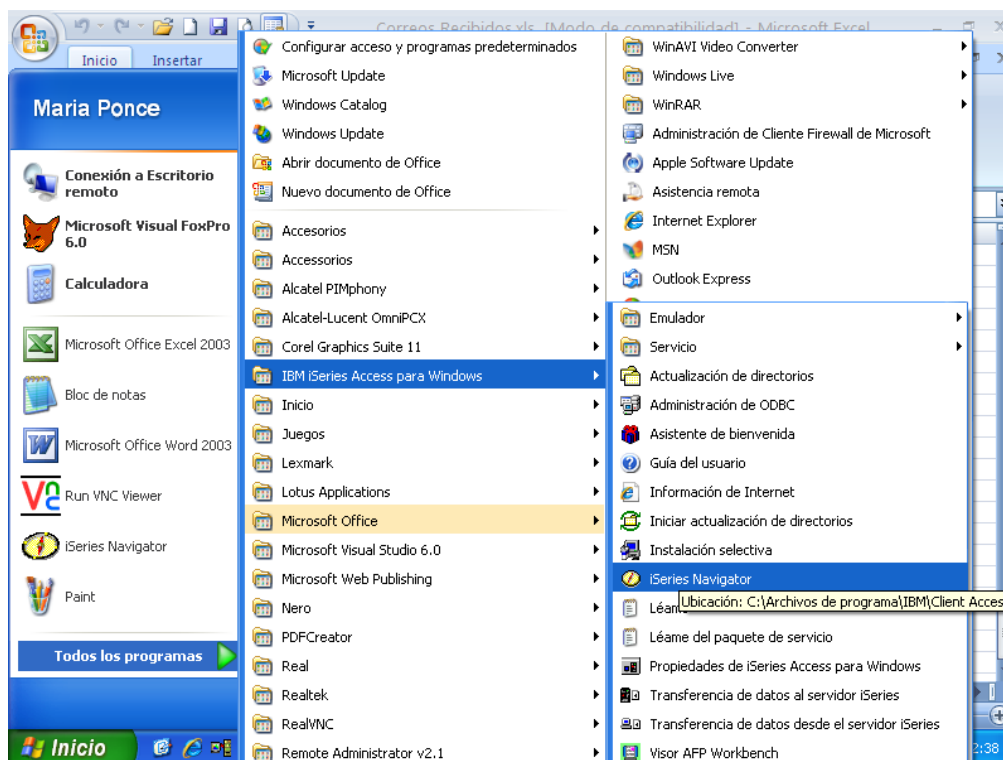 Correos Recibidos.xls [Modo de compatibilidad] - Microsoft Excel
Inicio
Insertar
Maria Ponce
Conexión a Escritorio
remoto
Microsoft Visual FoxPro
6.0
Calculadora
Microsoft Office Excel 2003
Bloc de notas
Microsoft Office Word 2003
Run VNC Viewer
iSeries Navigator
Paint
Todos los programas
Inicio
Configurar acceso y programas predeterminados
Microsoft Update
Windows Catalog
Windows Update
Abrir documento de Office
Nuevo documento de Office
Accesorios
Accessories
Alcatel PIMphony
Alcatel-Lucent OmniPCX
Corel Graphics Suite 11
IBM iSeries Access para Windows
Inicio
Juegos
Lexmark
Lotus Applications
Microsoft Office
Microsoft Visual Studio 6.0
Microsoft Web Publishing
Nero
PDFCreator
Real
Realtek
RealVNC
Remote Administrator v2.1
WinAVI Video Converter
Windows Live
WinRAR
Administración de Cliente Firewall de Microsoft
Apple Software Update
Asistencia remota
Internet Explorer
MSN
Outlook Express
Emulador
Servicio
Actualización de directorios
Administración de ODBC
Asistente de bienvenida
Guía del usuario
Información de Internet
Iniciar actualización de directorios
Instalación selectiva
iSeries Navigator
Ubicación: C:\Archivos de programa\IBM\Client Acces
Léame del paquete de servicio
Propiedades de iSeries Access para Windows
Transferencia de datos al servidor iSeries
Transferencia de datos desde el servidor iSeries
Visor AFP Workbench
2:38